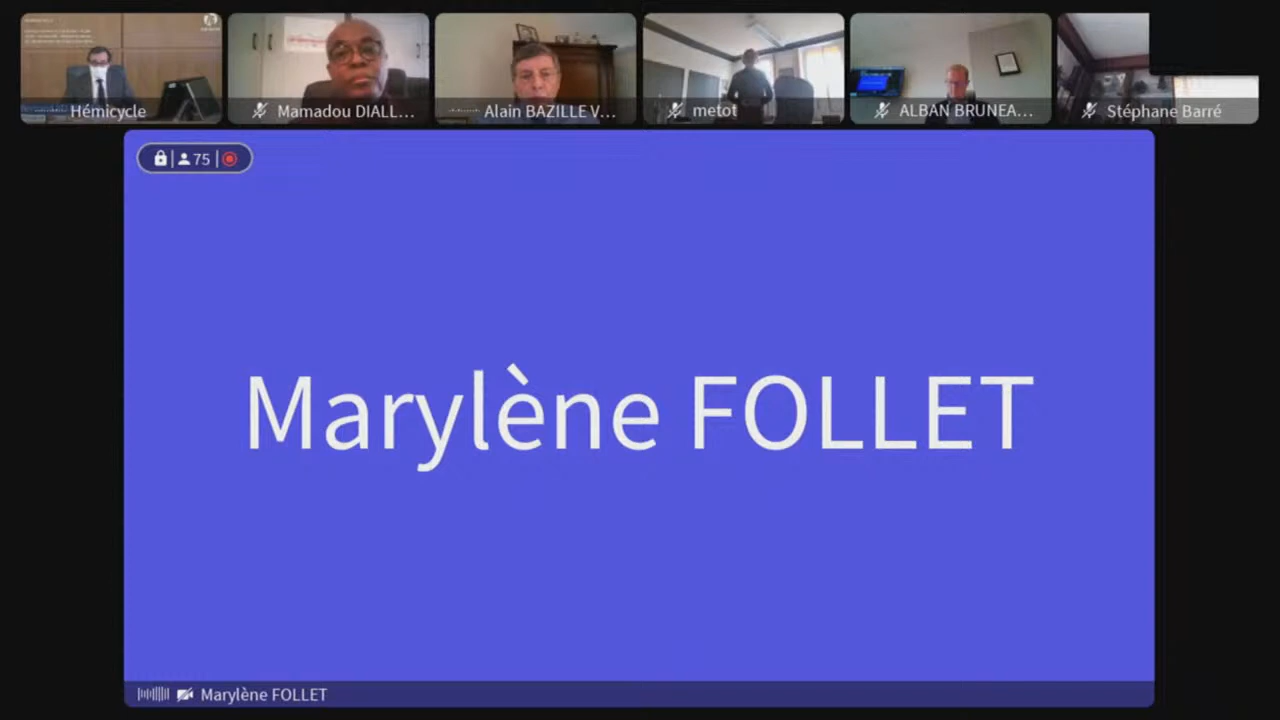 Hémicycle
Mamadou DIALL...
Alain BAZILLE V...
metot
ALBAN BRUNEA...
Stéphane Barré
75
Marylène FOLLET
Marylène FOLLET